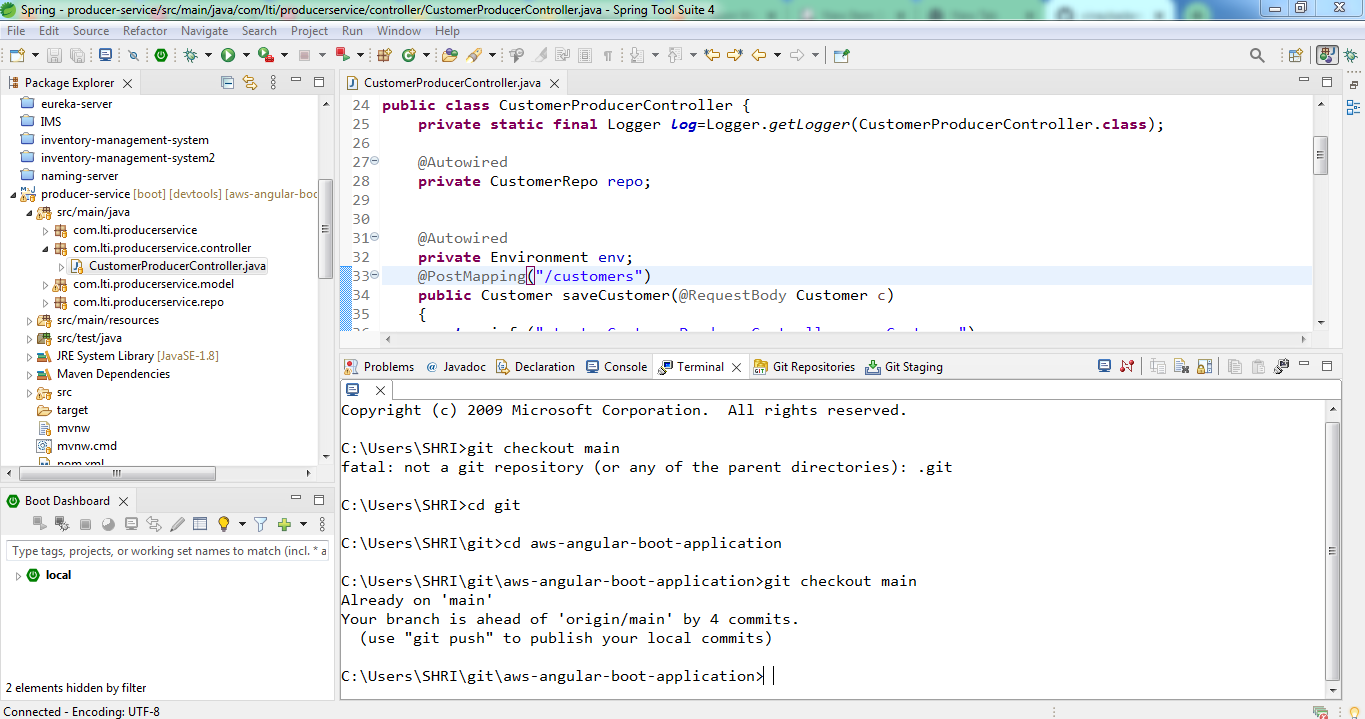 Spring - producer-service/src/main/java/com/lti/producerservice/controller/CustomerProducerController.java - Spring Tool Suite 4
File Edit Source Refactor Navigate Search Project Run Window Help
Package Explorer
eureka-server
IMS
inventory-management-system
inventory-management-system2
naming-server
producer-service [boot] [devtools] [aws-angular-boo
src/main/java
com.lti.producerservice
com.lti.producerservice.controller
CustomerProducerController.java
com.lti.producerservice.model
com.lti.producerservice.repo
src/main/resources
src/test/java
JRE System Library [JavaSE-1.8]
Maven Dependencies
src
target
mvnw
mvnw.cmd
pom.xml
Boot Dashboard
Type tags, projects, or working set names to match (incl. * a
local
2 elements hidden by filter
CustomerProducerController.java
24 public class CustomerProducerController {
25 private static final Logger log=Logger.getLogger(CustomerProducerController.class);
26
27 @Autowired
28 private CustomerRepo repo;
29
30
31 @Autowired
32 private Environment env;
33 @PostMapping("/customers")
34 public Customer saveCustomer(@RequestBody Customer c)
35 {
Problems Javadoc Declaration Console Terminal Git Repositories Git Staging
Copyright (c) 2009 Microsoft Corporation.  All rights reserved.
C:\Users\SHRI>git checkout main
fatal: not a git repository (or any of the parent directories): .git
C:\Users\SHRI>cd git
C:\Users\SHRI\git>cd aws-angular-boot-application
C:\Users\SHRI\git\aws-angular-boot-application>git checkout main
Already on 'main'
Your branch is ahead of 'origin/main' by 4 commits.
(use "git push" to publish your local commits)
C:\Users\SHRI\git\aws-angular-boot-application>
Connected - Encoding: UTF-8